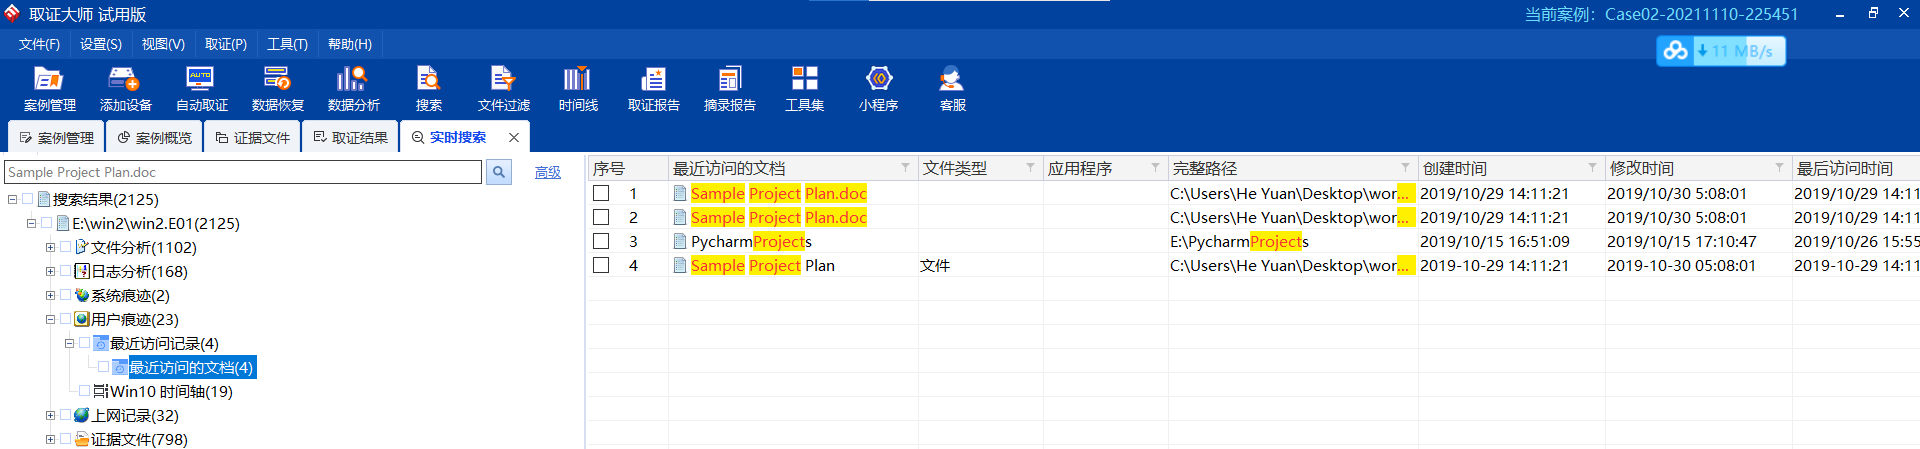 取证大师 试用版
当前案例：Case02-20211110-225451
文件(F) 设置(S) 视图(V) 取证(P) 工具(T) 帮助(H)
11 MB/s
案例管理 添加设备 自动取证 数据恢复 数据分析 搜索 文件过滤 时间线 取证报告 摘录报告 工具集 小程序 客服
案例管理 案例概览 证据文件 取证结果 实时搜索
Sample Project Plan.doc 高级
搜索结果(2125)
E:\win2\win2.E01(2125)
文件分析(1102)
日志分析(168)
系统痕迹(2)
用户痕迹(23)
最近访问记录(4)
最近访问的文档(4)
Win10 时间轴(19)
上网记录(32)
证据文件(798)
序号 最近访问的文档 文件类型 应用程序 完整路径 创建时间 修改时间 最后访问时间
1 Sample Project Plan.doc C:\Users\He Yuan\Desktop\wor... 2019/10/29 14:11:21 2019/10/30 5:08:01 2019/10/29 14:11
2 Sample Project Plan.doc C:\Users\He Yuan\Desktop\wor... 2019/10/29 14:11:21 2019/10/30 5:08:01 2019/10/29 14:11
3 PycharmProjects E:\PycharmProjects 2019/10/15 16:51:09 2019/10/15 17:10:47 2019/10/26 15:55
4 Sample Project Plan 文件 C:\Users\He Yuan\Desktop\wor... 2019-10-29 14:11:21 2019-10-30 05:08:01 2019-10-29 14:11